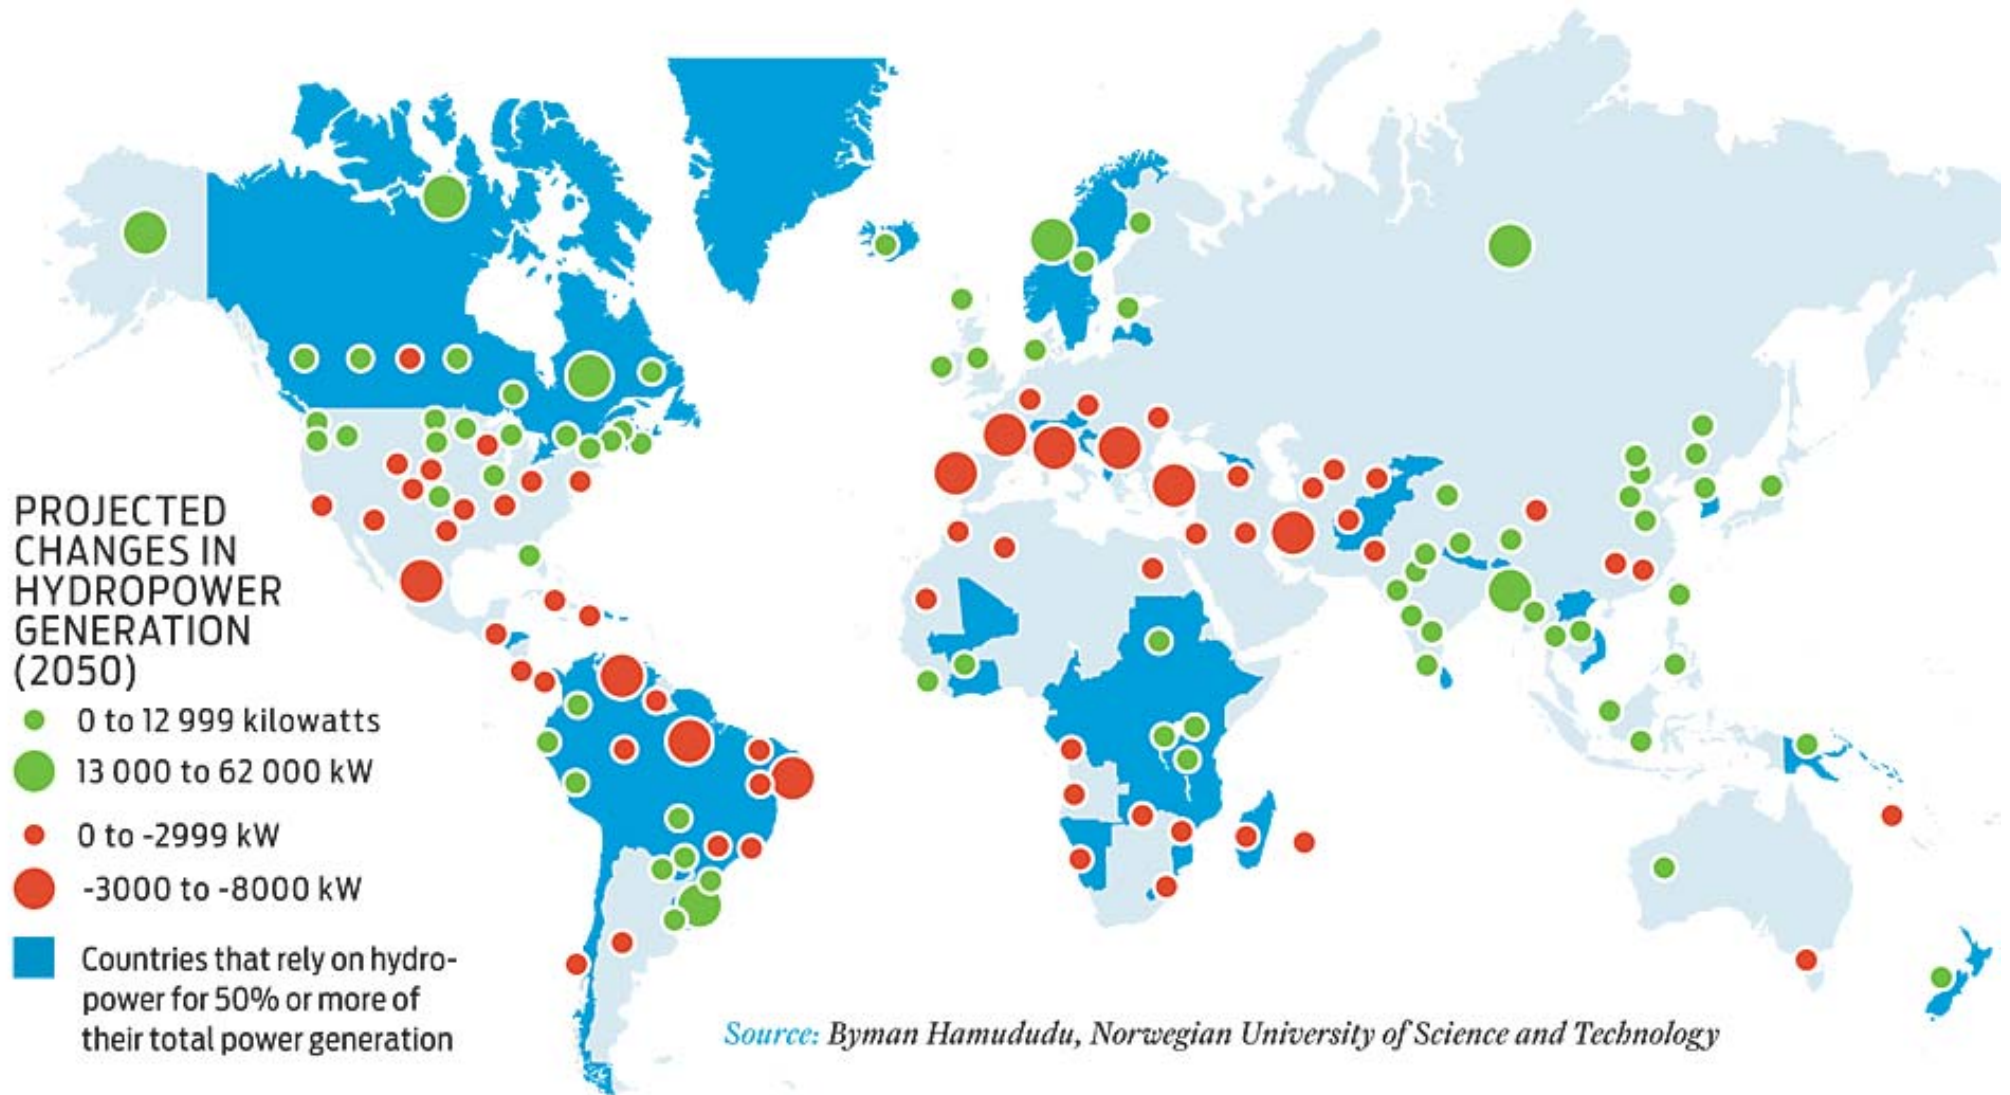 PROJECTED
CHANGES IN
HYDROPOWER
GENERATION
(2050)
0 to 12 999 kilowatts
13 000 to 62 000 kW
0 to -2999 kW
-3000 to -8000 kW
Countries that rely on hydro-
power for 50% or more of
their total power generation
Source: Byman Hamududu, Norwegian University of Science and Technology